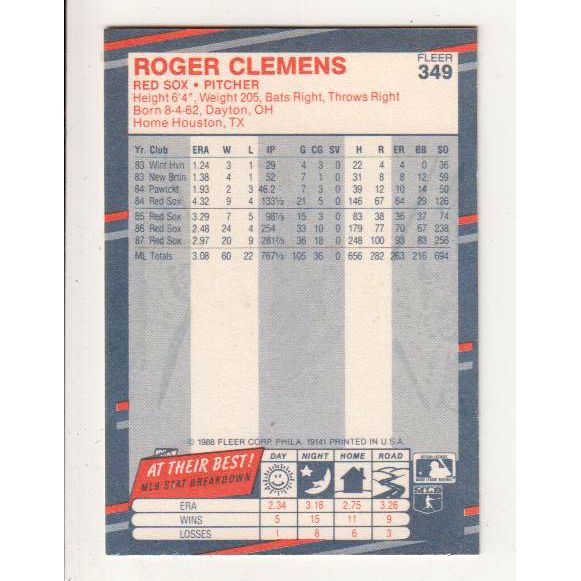 ROGER CLEMENS
FLEER
349
RED SOX • PITCHER
Height 6'4", Weight 205, Bats Right, Throws Right
Born 8-4-62, Dayton, OH
Home Houston, TX
Yr. Club ERA W L IP G CG SV H R ER BB SO
83 Wint Hvn 1.24 3 1 29 4 3 0 22 4 4 0 36
83 New Brtin 1.38 4 1 52 7 1 0 31 8 8 12 59
84 Pawtckt 1.93 2 3 46.2 7 3 0 39 12 10 14 50
84 Red Sox 4.32 9 4 133⅓ 21 5 0 146 67 64 29 126
85 Red Sox 3.29 7 5 98⅓ 15 3 0 83 38 36 37 74
86 Red Sox 2.48 24 4 254 33 10 0 179 77 70 67 238
87 Red Sox 2.97 20 9 281⅔ 36 18 0 248 100 93 83 256
ML Totals 3.08 60 22 767⅓ 105 36 0 656 282 263 216 694
© 1988 FLEER CORP. PHILA. 19141 PRINTED IN U.S.A.
AT THEIR BEST!
MLB STAT BREAKDOWN
DAY NIGHT HOME ROAD
ERA 2.34 3.18 2.75 3.26
WINS 5 15 11 9
LOSSES 1 8 6 3